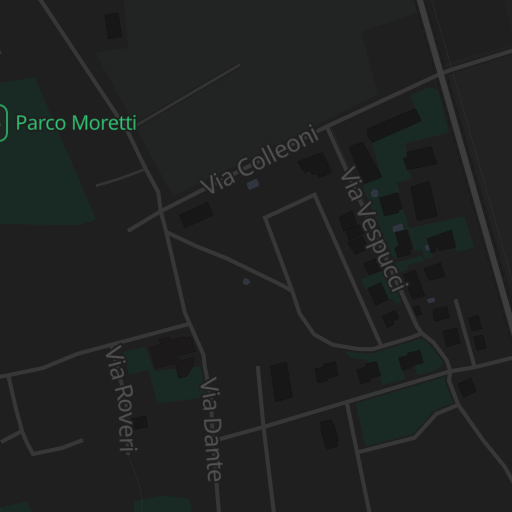 Parco Moretti
Via Colleoni
Via Vespucci
Via Roveri
Via Dante